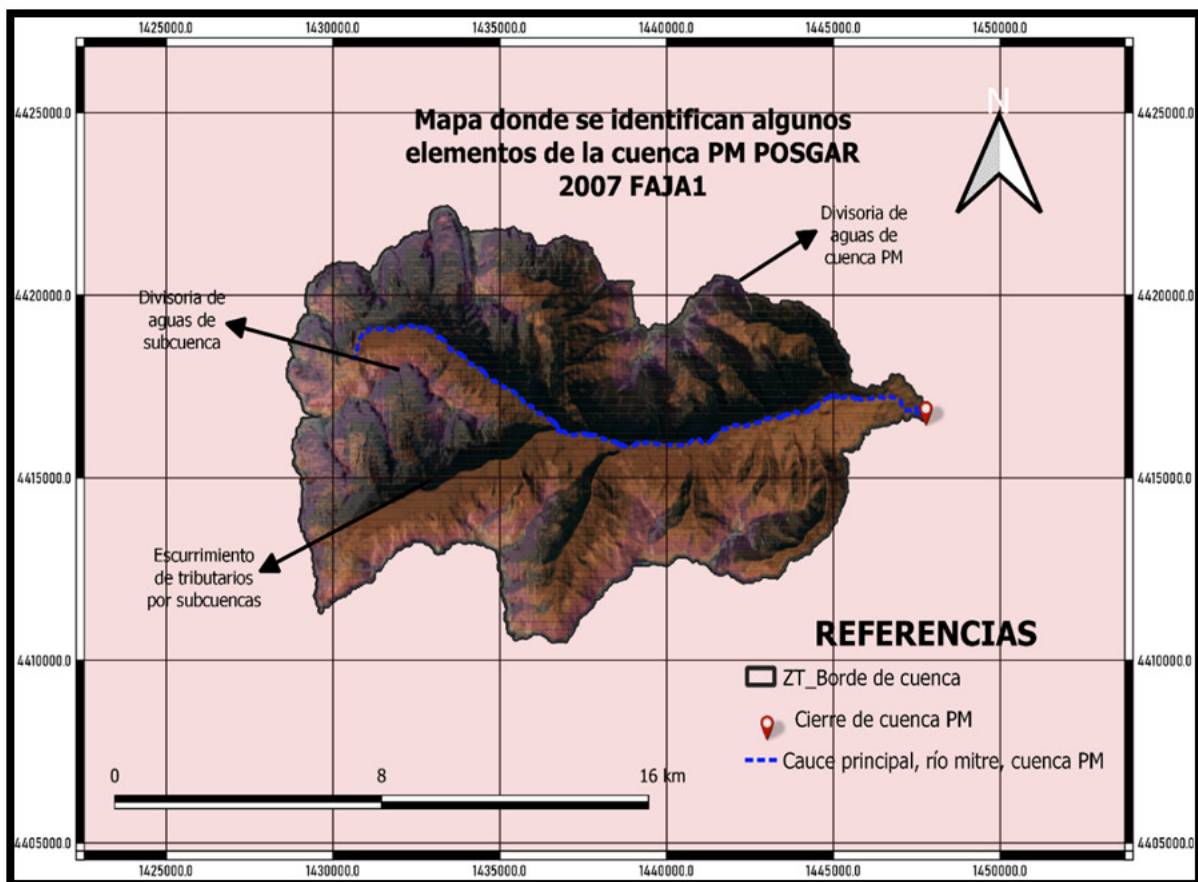 1425000.0 1430000.0 1435000.0 1440000.0 1445000.0 1450000.0
4425000.0 4425000.0
N
Mapa donde se identifican algunos
elementos de la cuenca PM POSGAR
2007 FAJA1
Divisoria de
aguas de
cuenca PM
4420000.0 4420000.0
Divisoria de
aguas de
subcuenca
4415000.0 4415000.0
Escurrimiento
de tributarios
por subcuencas
REFERENCIAS
4410000.0 4410000.0
ZT_Borde de cuenca
Cierre de cuenca PM
Cauce principal, río mitre, cuenca PM
0 8 16 km
4405000.0 4405000.0
1425000.0 1430000.0 1435000.0 1440000.0 1445000.0 1450000.0